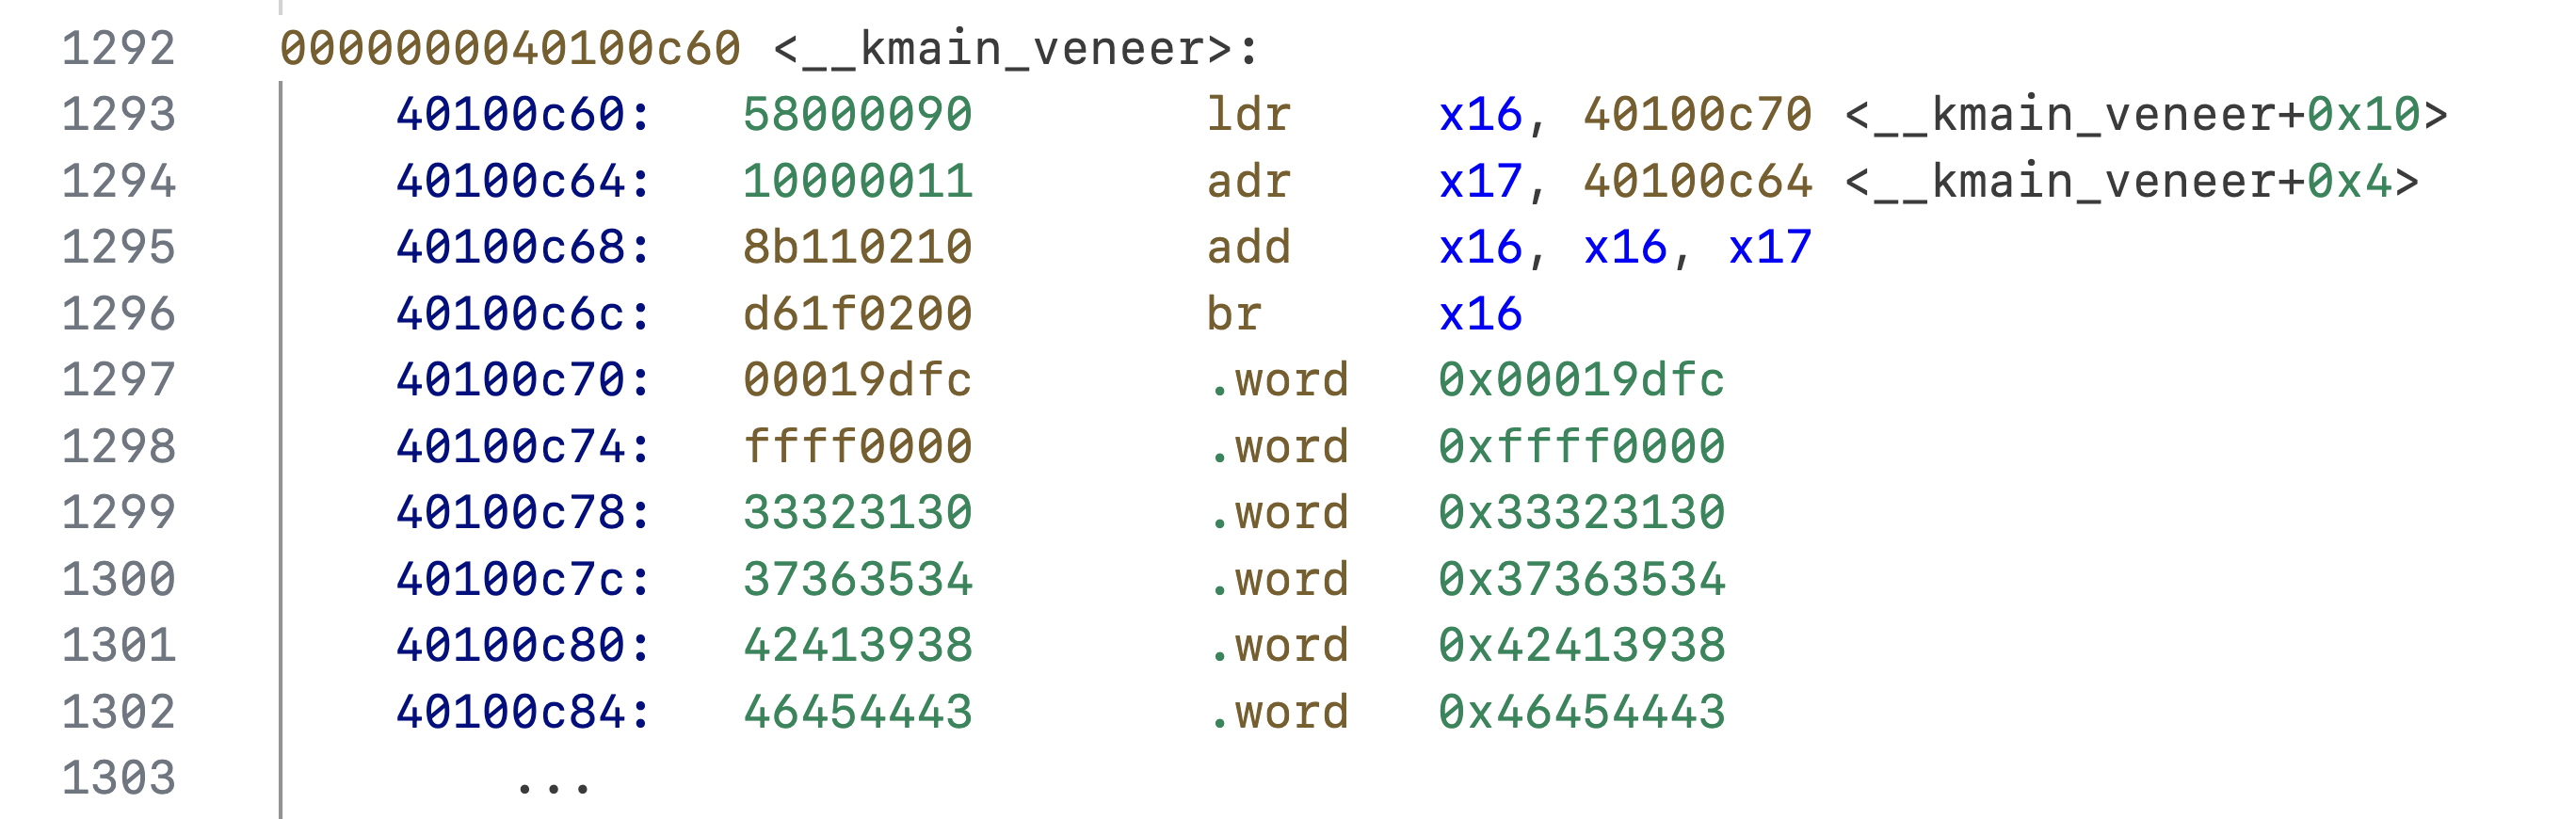 1292 0000000040100c60 <__kmain_veneer>:
1293 40100c60: 58000090 ldr x16, 40100c70 <__kmain_veneer+0x10>
1294 40100c64: 10000011 adr x17, 40100c64 <__kmain_veneer+0x4>
1295 40100c68: 8b110210 add x16, x16, x17
1296 40100c6c: d61f0200 br x16
1297 40100c70: 00019dfc .word 0x00019dfc
1298 40100c74: ffff0000 .word 0xffff0000
1299 40100c78: 33323130 .word 0x33323130
1300 40100c7c: 37363534 .word 0x37363534
1301 40100c80: 42413938 .word 0x42413938
1302 40100c84: 46454443 .word 0x46454443
1303 ...